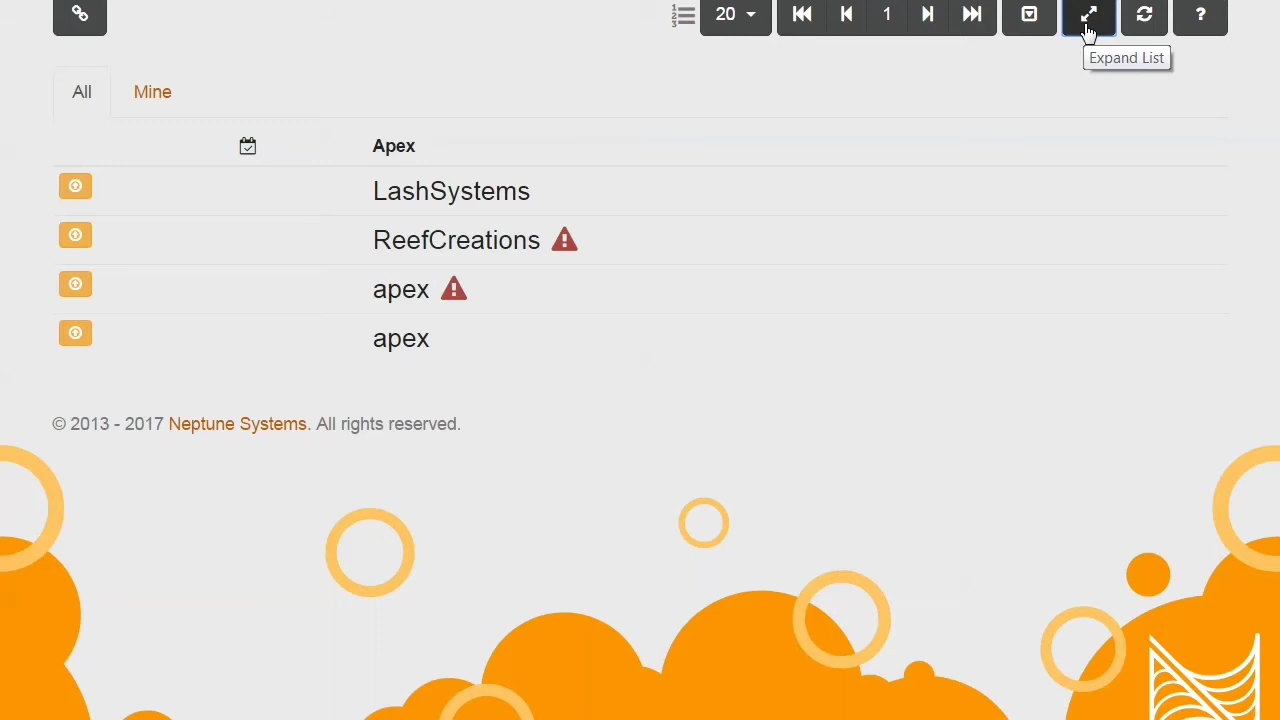 20 1 ?
Expand List
All Mine
Apex
LashSystems
ReefCreations
apex
apex
© 2013 - 2017 Neptune Systems. All rights reserved.